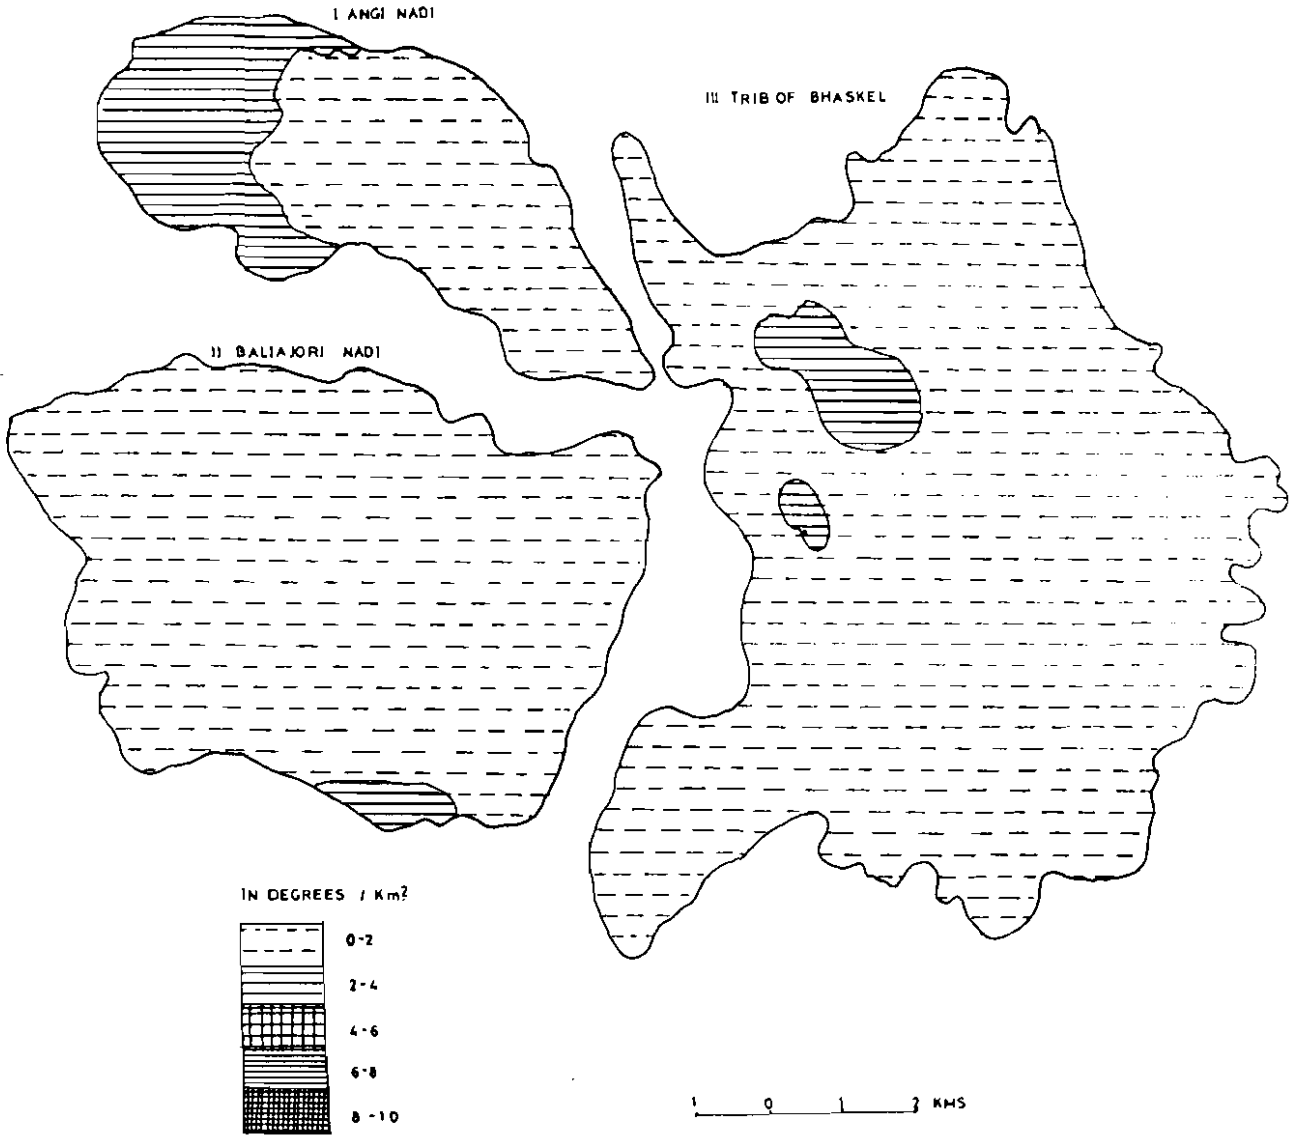 I ANGI NADI
III TRIB OF BHASKEL
II BALIAJORI NADI
IN DEGREES / Km²
0-2
2-4
4-6
6-8
8-10
1 0 1 2 KMS